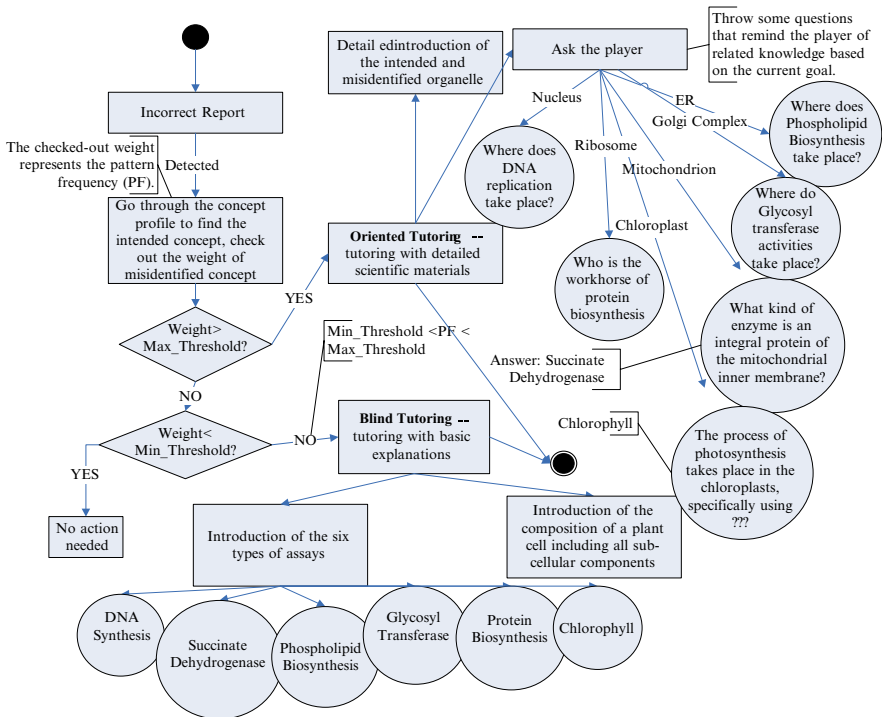 Incorrect Report
The checked-out weight
represents the pattern
frequency (PF).
Detected
Go through the concept
profile to find the
intended concept, check
out the weight of
misidentified concept
Weight>
Max_Threshold?
YES
NO
Weight<
Min_Threshold?
YES
No action
needed
NO
Min_Threshold <PF <
Max_Threshold
Detail edintroduction of
the intended and
misidentified organelle
Oriented Tutoring --
tutoring with detailed
scientific materials
Blind Tutoring --
tutoring with basic
explanations
Ask the player
Throw some questions
that remind the player of
related knowledge based
on the current goal.
Nucleus
Where does
DNA
replication
take place?
Ribosome
Who is the
workhorse of
protein
biosynthesis
ER
Where does
Phospholipid
Biosynthesis
take place?
Golgi Complex
Where do
Glycosyl
transferase
activities
take place?
Mitochondrion
What kind of
enzyme is an
integral protein of
the mitochondrial
inner membrane?
Answer: Succinate
Dehydrogenase
Chloroplast
The process of
photosynthesis
takes place in the
chloroplasts,
specifically using
???
Chlorophyll
Introduction of the six
types of assays
Introduction of the
composition of a plant
cell including all sub-
cellular components
DNA
Synthesis
Succinate
Dehydrogenase
Phospholipid
Biosynthesis
Glycosyl
Transferase
Protein
Biosynthesis
Chlorophyll